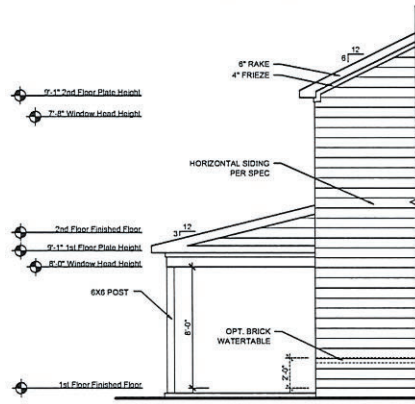 12
6
6" RAKE
4" FRIEZE
9'-1" 2nd Floor Plate Height
7'-8" Window Head Height
HORIZONTAL SIDING
PER SPEC
12
3
2nd Floor Finished Floor
9'-1" 1st Floor Plate Height
8'-0" Window Head Height
6X6 POST
8'-0"
OPT. BRICK
WATERTABLE
2'-0"
1st Floor Finished Floor